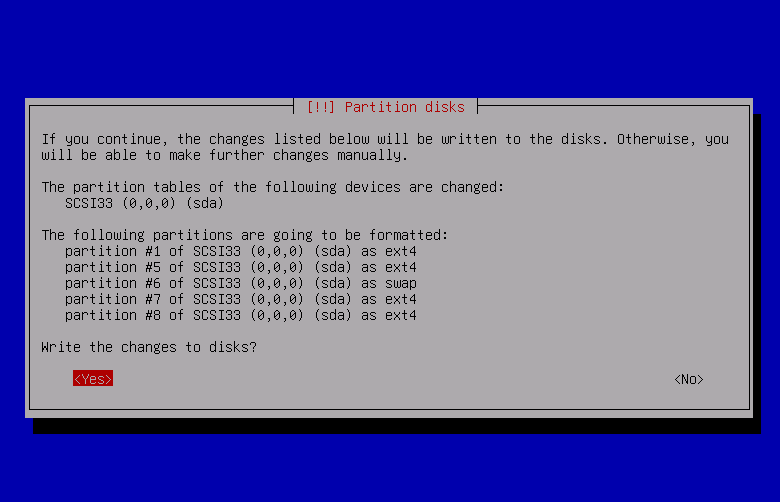 [!!] Partition disks
If you continue, the changes listed below will be written to the disks. Otherwise, you
will be able to make further changes manually.
The partition tables of the following devices are changed:
SCSI33 (0,0,0) (sda)
The following partitions are going to be formatted:
partition #1 of SCSI33 (0,0,0) (sda) as ext4
partition #5 of SCSI33 (0,0,0) (sda) as ext4
partition #6 of SCSI33 (0,0,0) (sda) as swap
partition #7 of SCSI33 (0,0,0) (sda) as ext4
partition #8 of SCSI33 (0,0,0) (sda) as ext4
Write the changes to disks?
<Yes> <No>